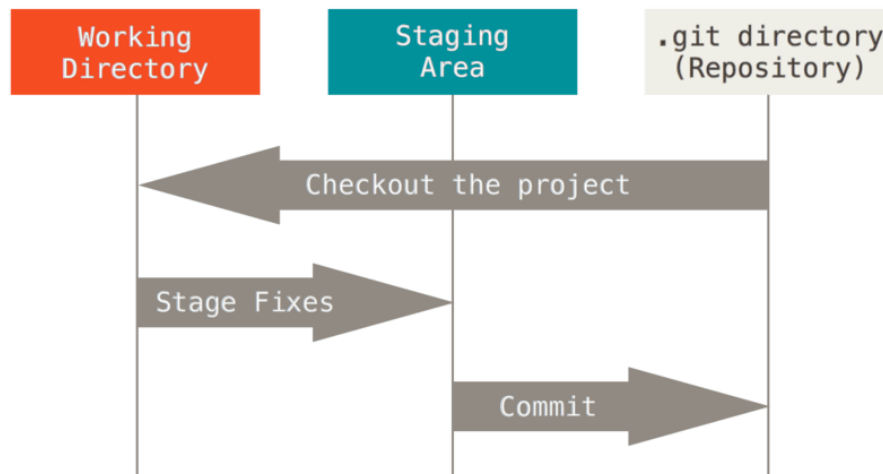 Working
Directory
Staging
Area
.git directory
(Repository)
Checkout the project
Stage Fixes
Commit